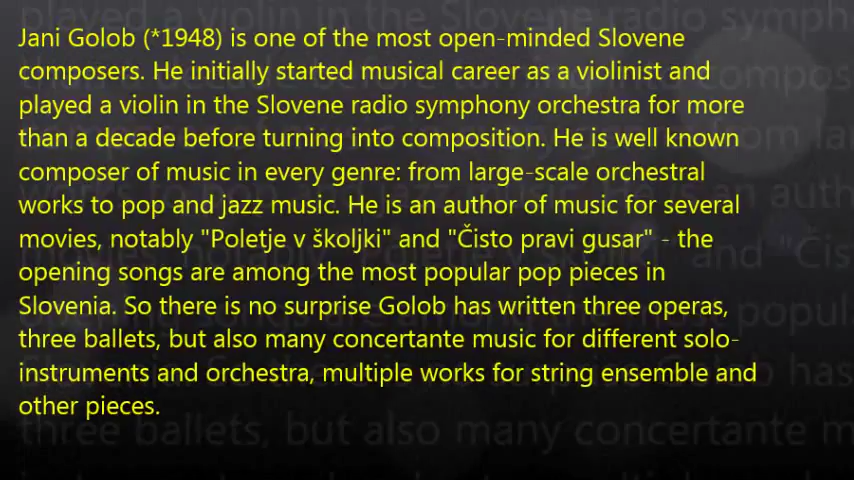 Jani Golob (*1948) is one of the most open-minded Slovene
composers. He initially started musical career as a violinist and
played a violin in the Slovene radio symphony orchestra for more
than a decade before turning into composition. He is well known
composer of music in every genre: from large-scale orchestral
works to pop and jazz music. He is an author of music for several
movies, notably "Poletje v školjki" and "Čisto pravi gusar" - the
opening songs are among the most popular pop pieces in
Slovenia. So there is no surprise Golob has written three operas,
three ballets, but also many concertante music for different solo-
instruments and orchestra, multiple works for string ensemble and
other pieces.